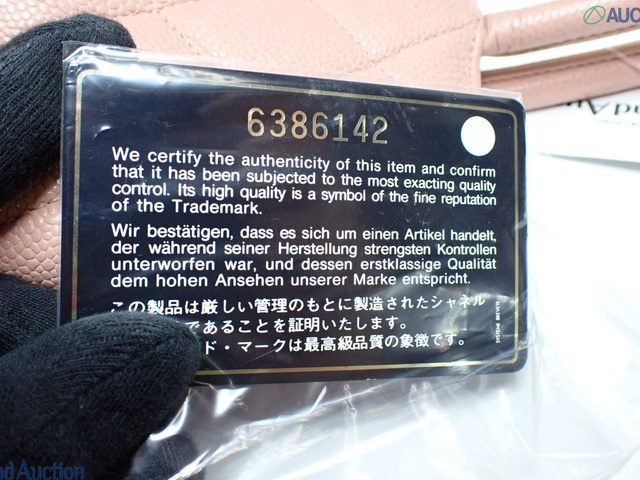 AUC
6386142
We certify the authenticity of this item and confirm
that it has been subjected to the most exacting quality
control. Its high quality is a symbol of the fine reputation
of the Trademark.
Wir bestätigen, dass es sich um einen Artikel handelt,
der während seiner Herstellung strengsten Kontrollen
unterworfen war, und dessen erstklassige Qualität
dem hohen Ansehen unserer Marke entspricht.
この製品は厳しい管理のもとに製造されたシャネル
であることを証明いたします。
ド・マークは最高級品質の象徴です。
SYSTEME BREVETE
nd Auction